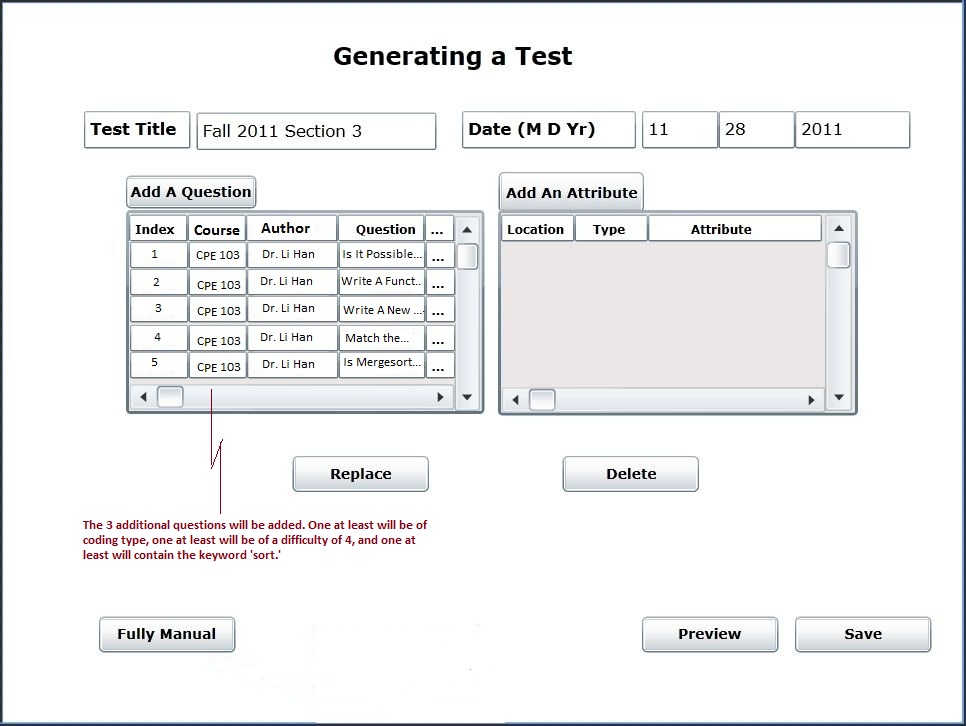 Generating a Test
Test Title Fall 2011 Section 3 Date (M D Yr) 11 28 2011
Add A Question Add An Attribute
Index Course Author Question ... Location Type Attribute
1 CPE 103 Dr. Li Han Is It Possible... ...
2 CPE 103 Dr. Li Han Write A Funct.. ...
3 CPE 103 Dr. Li Han Write A New ... ...
4 CPE 103 Dr. Li Han Match the... ...
5 CPE 103 Dr. Li Han Is Mergesort... ...
Replace Delete
The 3 additional questions will be added. One at least will be of
coding type, one at least will be of a difficulty of 4, and one at
least will contain the keyword 'sort.'
Fully Manual Preview Save